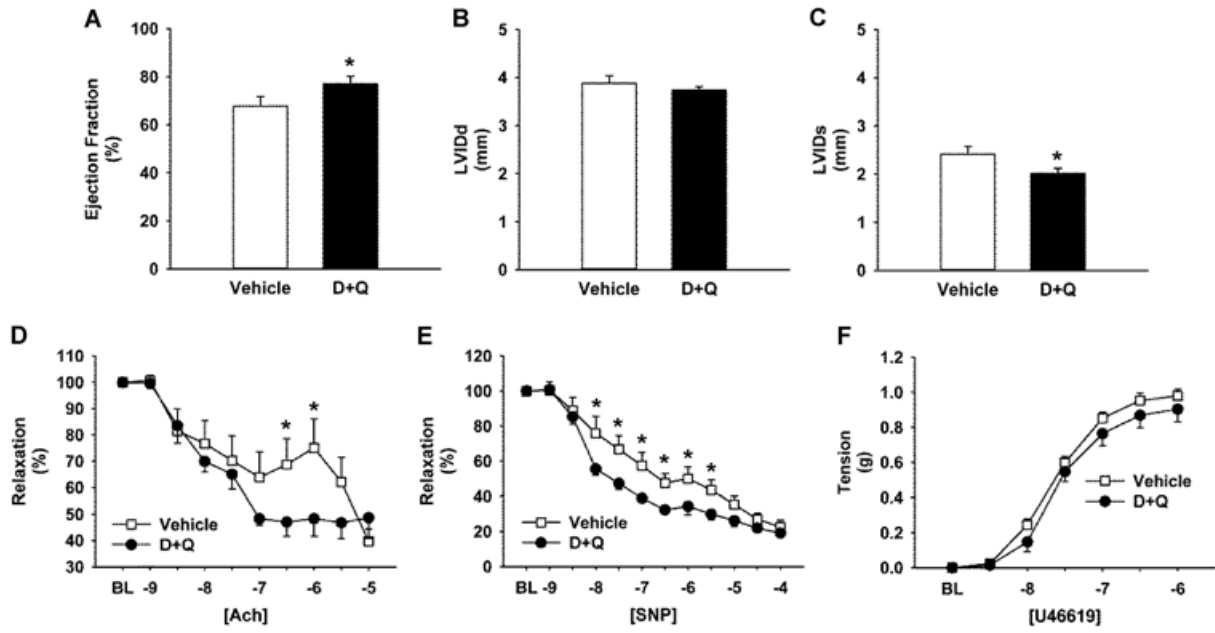 A
Ejection Fraction
(%)
100
80
60
40
20
0
*
Vehicle
D+Q
B
LVIDd
(mm)
5
4
3
2
1
0
Vehicle
D+Q
C
LVIDs
(mm)
5
4
3
2
1
0
*
Vehicle
D+Q
D
Relaxation
(%)
110
100
90
80
70
60
50
40
30
* *
Vehicle
D+Q
BL -9 -8 -7 -6 -5
[Ach]
E
Relaxation
(%)
120
100
80
60
40
20
0
* * * * * *
Vehicle
D+Q
BL -9 -8 -7 -6 -5 -4
[SNP]
F
Tension
(g)
1.2
1.0
0.8
0.6
0.4
0.2
0.0
Vehicle
D+Q
BL -8 -7 -6
[U46619]